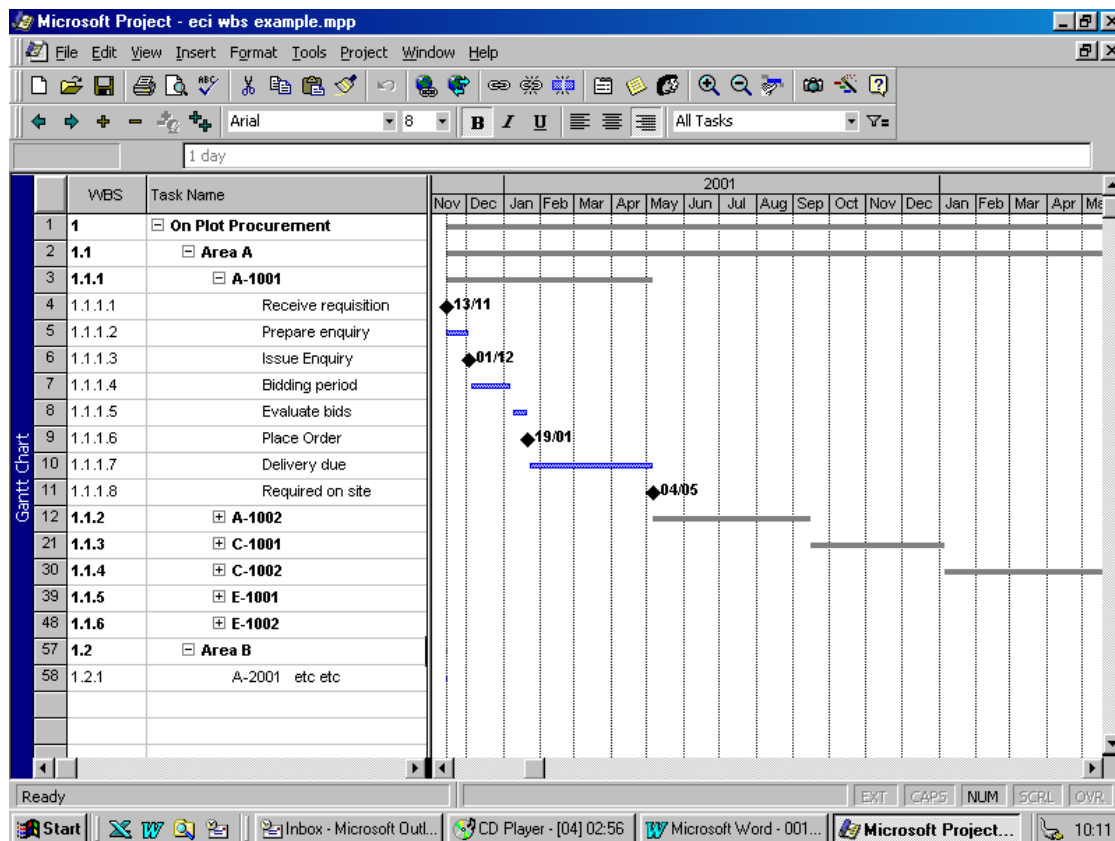 Microsoft Project - eci wbs example.mpp
File Edit View Insert Format Tools Project Window Help
Arial 8 B I U All Tasks
1 day
WBS Task Name 2001
Nov Dec Jan Feb Mar Apr May Jun Jul Aug Sep Oct Nov Dec Jan Feb Mar Apr Ma
1 1 On Plot Procurement
2 1.1 Area A
3 1.1.1 A-1001
4 1.1.1.1 Receive requisition 13/11
5 1.1.1.2 Prepare enquiry
6 1.1.1.3 Issue Enquiry 01/12
7 1.1.1.4 Bidding period
8 1.1.1.5 Evaluate bids
9 1.1.1.6 Place Order 19/01
10 1.1.1.7 Delivery due
11 1.1.1.8 Required on site 04/05
12 1.1.2 A-1002
21 1.1.3 C-1001
30 1.1.4 C-1002
39 1.1.5 E-1001
48 1.1.6 E-1002
57 1.2 Area B
58 1.2.1 A-2001 etc etc
Gantt Chart
Ready EXT CAPS NUM SCRL OVR
Start Inbox - Microsoft Outl... CD Player - [04] 02:56 Microsoft Word - 001... Microsoft Project... 10:11